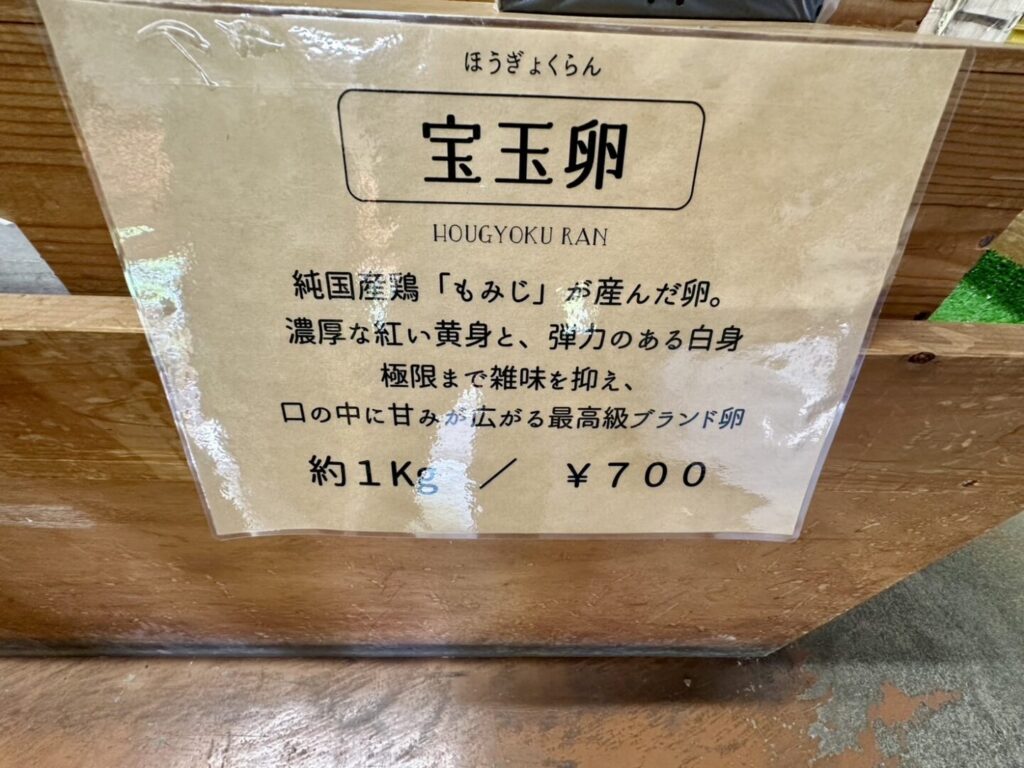 ほうぎょくらん
宝玉卵
HOUGYOKU RAN
純国産鶏「もみじ」が産んだ卵。
濃厚な紅い黄身と、弾力のある白身
極限まで雑味を抑え、
口の中に甘みが広がる最高級ブランド卵
約1Kg ／ ¥700